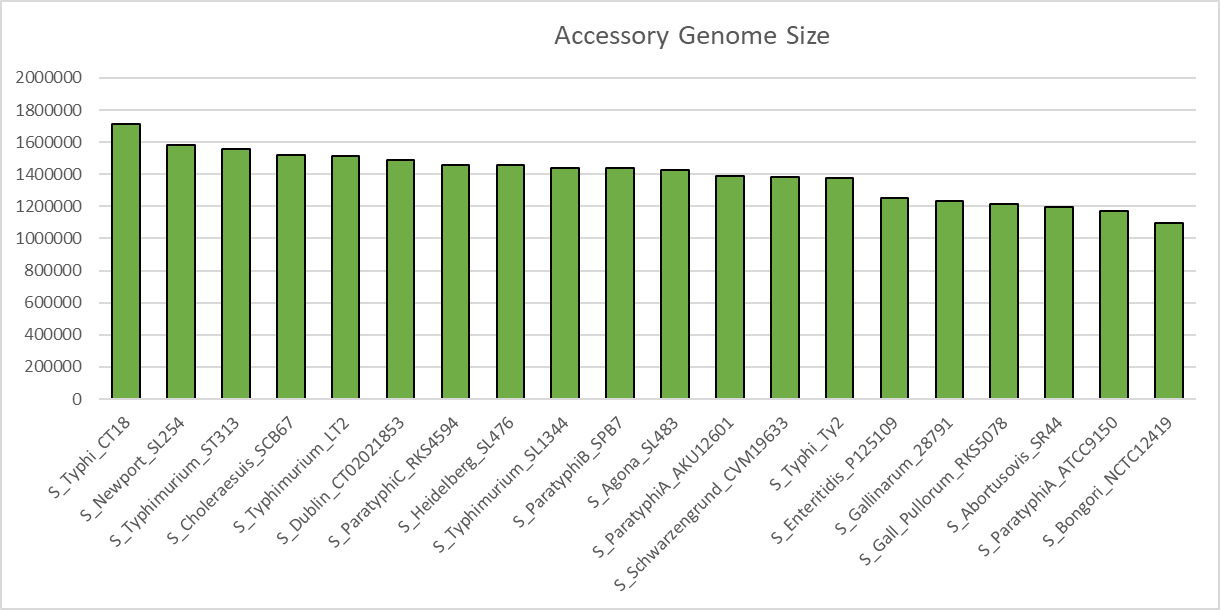 Accessory Genome Size
2000000
1800000
1600000
1400000
1200000
1000000
800000
600000
400000
200000
0
S_Typhi_CT18
S_Newport_SL254
S_Typhimurium_ST313
S_Choleraesuis_SCB67
S_Typhimurium_LT2
S_Dublin_CT02021853
S_ParatyphiC_RKS4594
S_Heidelberg_SL476
S_Typhimurium_SL1344
S_ParatyphiB_SPB7
S_Agona_SL483
S_ParatyphiA_AKU12601
S_Schwarzengrund_CVM19633
S_Typhi_Ty2
S_Enteritidis_P125109
S_Gallinarum_28791
S_Gall_Pullorum_RKS5078
S_Abortusovis_SR44
S_ParatyphiA_ATCC9150
S_Bongori_NCTC12419